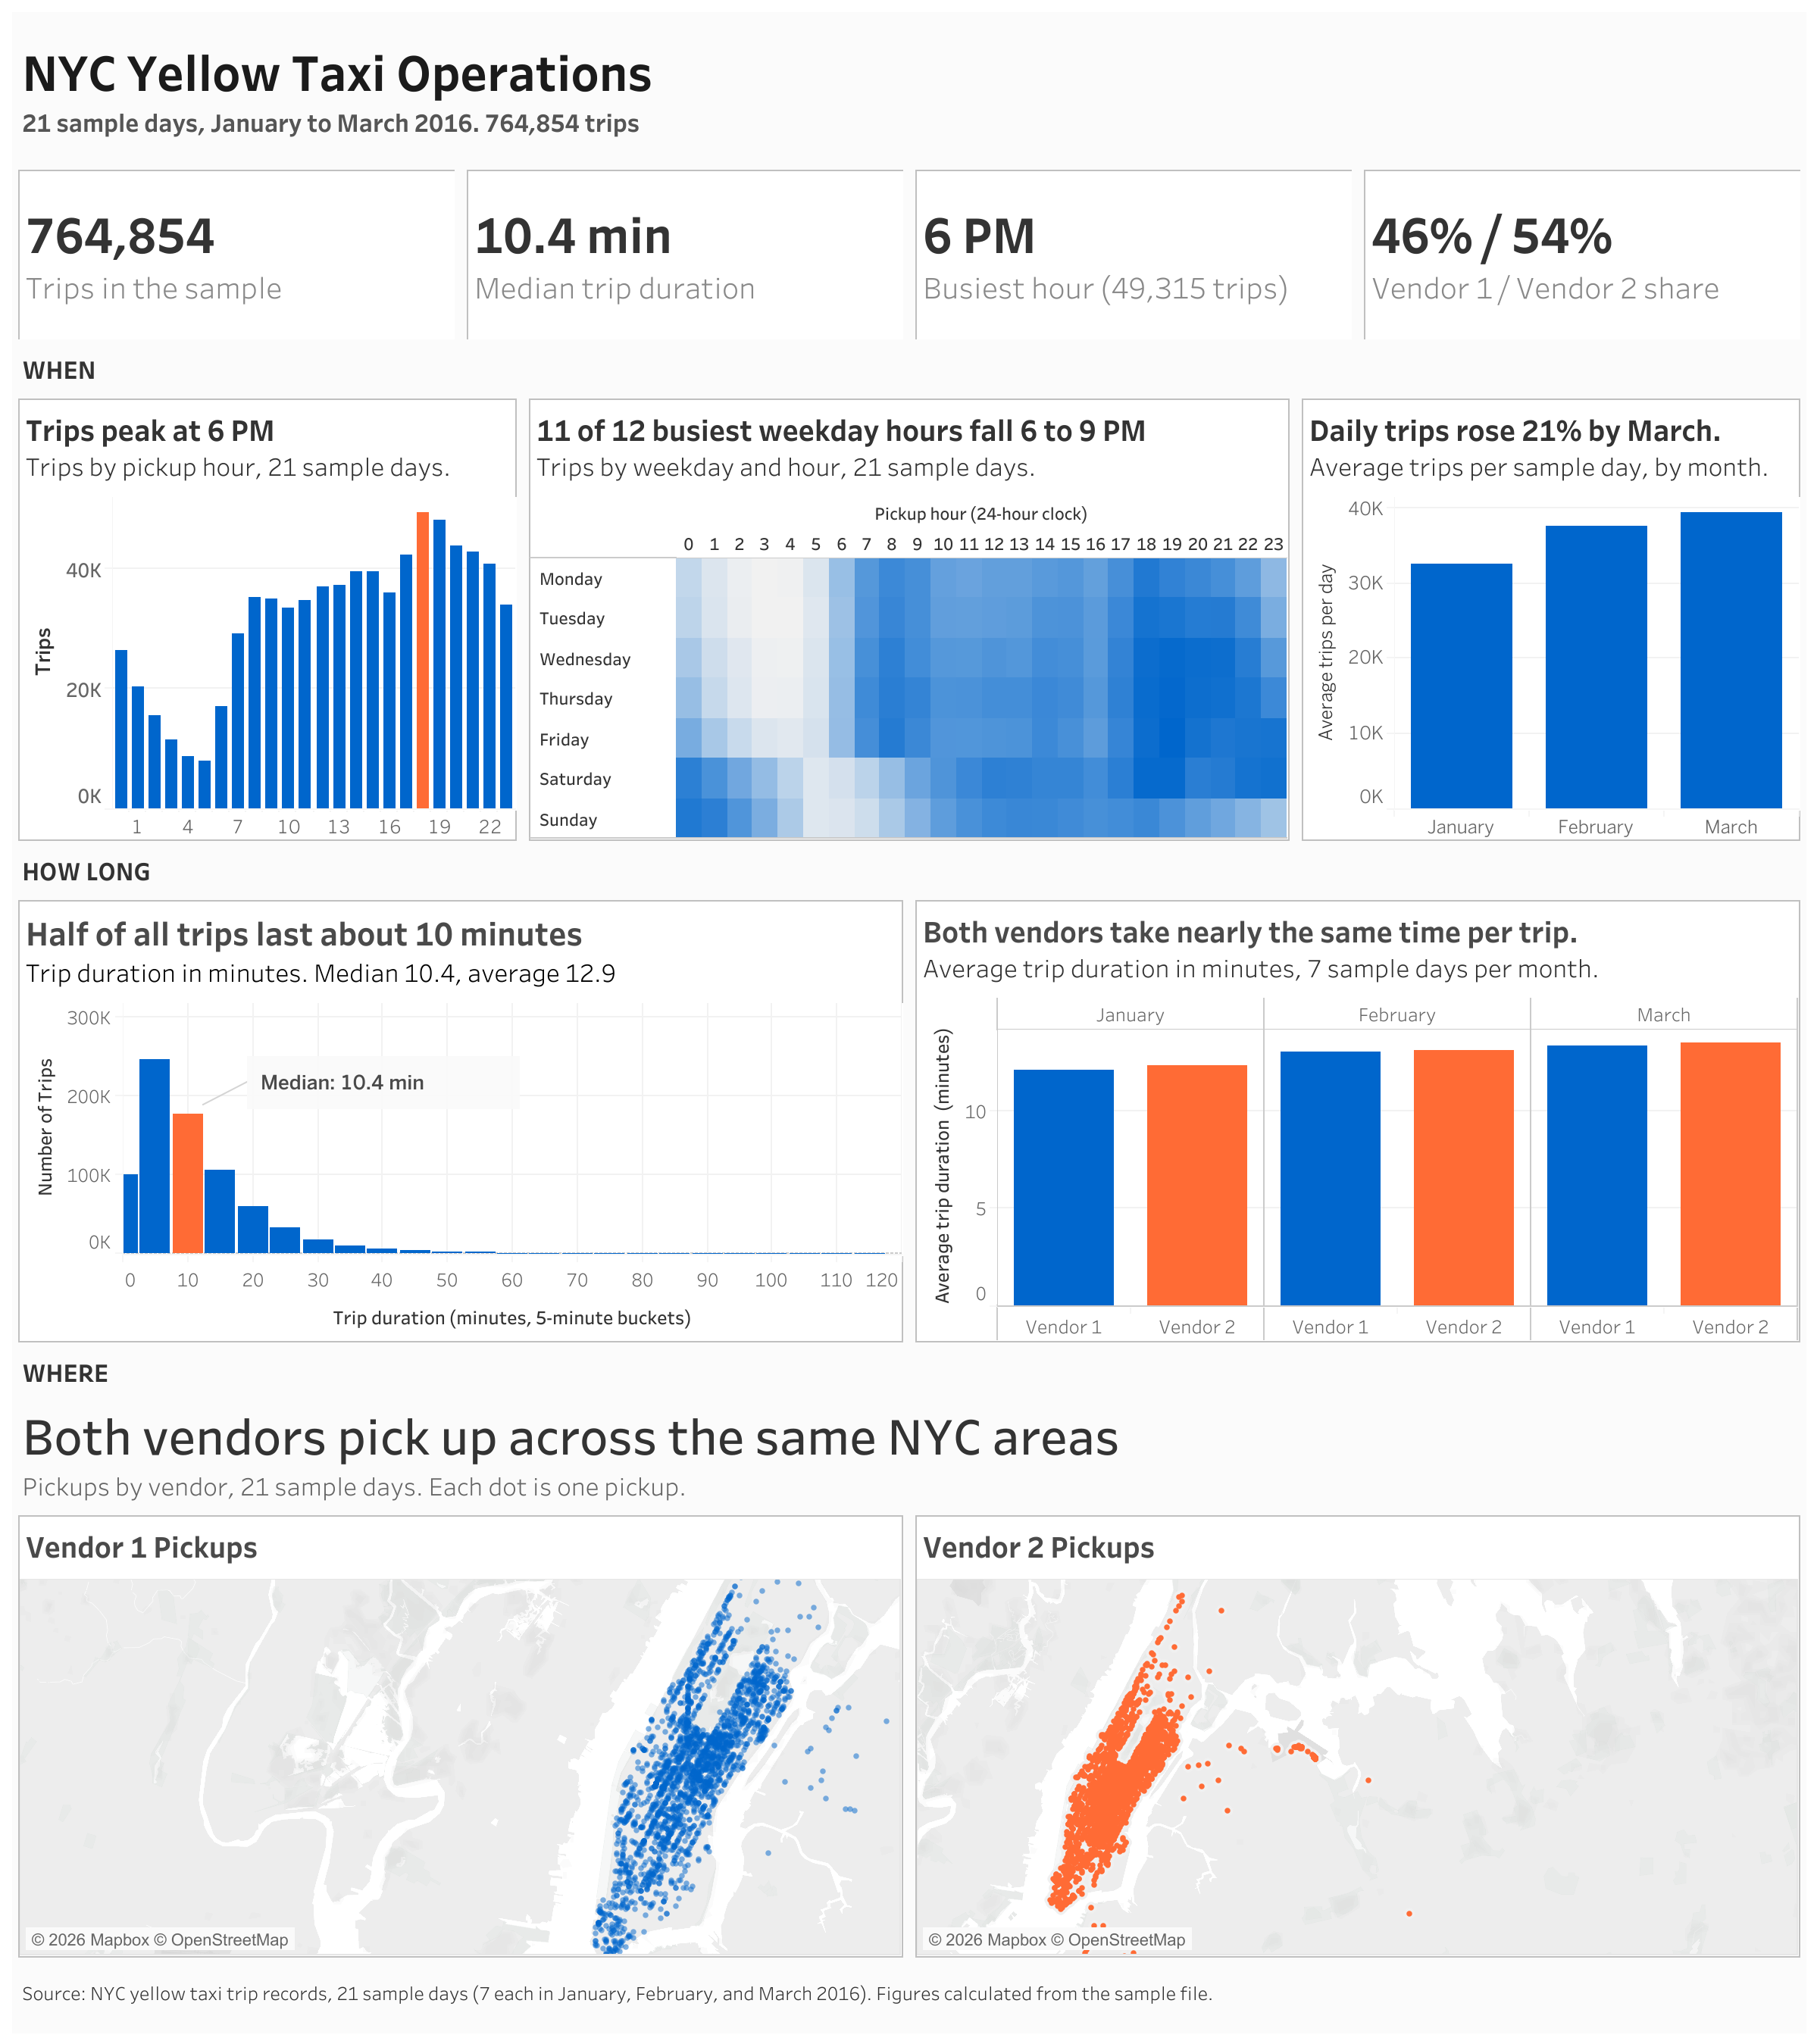 NYC Yellow Taxi Operations
21 sample days, January to March 2016. 764,854 trips
764,854
Trips in the sample
10.4 min
Median trip duration
6 PM
Busiest hour (49,315 trips)
46% / 54%
Vendor 1 / Vendor 2 share
WHEN
Trips peak at 6 PM
Trips by pickup hour, 21 sample days.
Trips
40K
20K
0K
1 4 7 10 13 16 19 22
11 of 12 busiest weekday hours fall 6 to 9 PM
Trips by weekday and hour, 21 sample days.
Pickup hour (24-hour clock)
0 1 2 3 4 5 6 7 8 9 10 11 12 13 14 15 16 17 18 19 20 21 22 23
Monday
Tuesday
Wednesday
Thursday
Friday
Saturday
Sunday
Daily trips rose 21% by March.
Average trips per sample day, by month.
Average trips per day
40K
30K
20K
10K
0K
January February March
HOW LONG
Half of all trips last about 10 minutes
Trip duration in minutes. Median 10.4, average 12.9
Number of Trips
300K
200K
100K
0K
Median: 10.4 min
0 10 20 30 40 50 60 70 80 90 100 110 120
Trip duration (minutes, 5-minute buckets)
Both vendors take nearly the same time per trip.
Average trip duration in minutes, 7 sample days per month.
January February March
Average trip duration (minutes)
10
5
0
Vendor 1 Vendor 2 Vendor 1 Vendor 2 Vendor 1 Vendor 2
WHERE
Both vendors pick up across the same NYC areas
Pickups by vendor, 21 sample days. Each dot is one pickup.
Vendor 1 Pickups
© 2026 Mapbox © OpenStreetMap
Vendor 2 Pickups
© 2026 Mapbox © OpenStreetMap
Source: NYC yellow taxi trip records, 21 sample days (7 each in January, February, and March 2016). Figures calculated from the sample file.